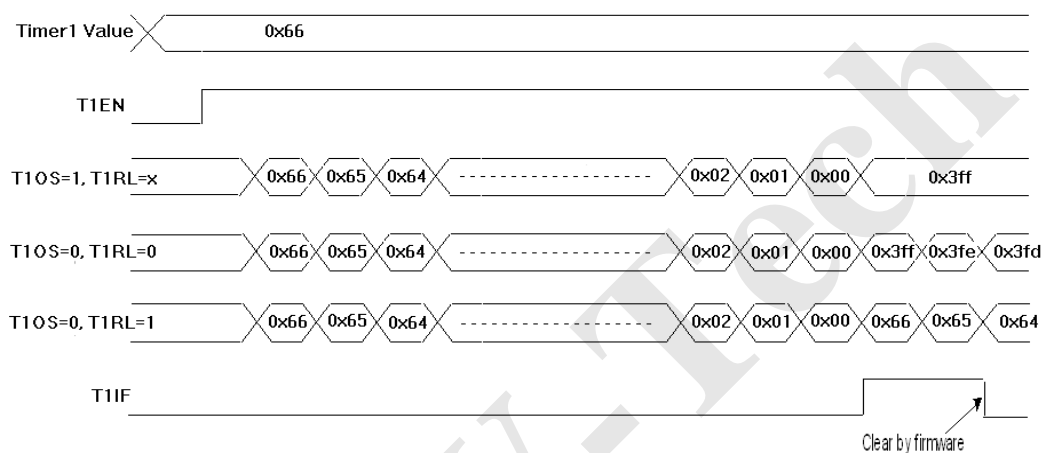 Timer1 Value 0x66
T1EN
T1OS=1, T1RL=x 0x66 0x65 0x64 0x02 0x01 0x00 0x3ff
T1OS=0, T1RL=0 0x66 0x65 0x64 0x02 0x01 0x00 0x3ff 0x3fe 0x3fd
T1OS=0, T1RL=1 0x66 0x65 0x64 0x02 0x01 0x00 0x66 0x65 0x64
T1IF
Clear by firmware
-Tech